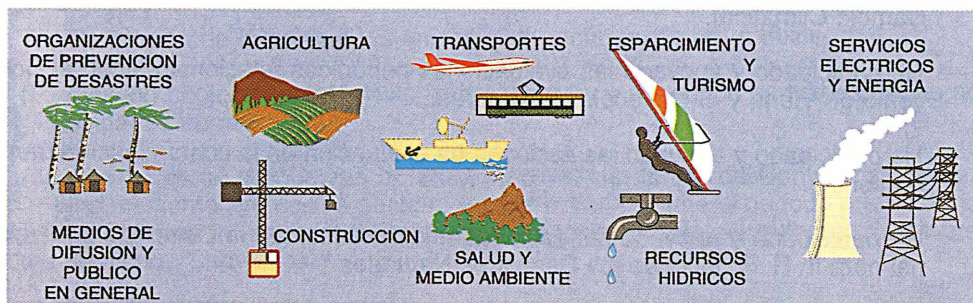 ORGANIZACIONES
DE PREVENCION
DE DESASTRES
AGRICULTURA
TRANSPORTES
ESPARCIMIENTO
Y
TURISMO
SERVICIOS
ELECTRICOS
Y ENERGIA
MEDIOS DE
DIFUSION Y
PUBLICO
EN GENERAL
CONSTRUCCION
SALUD Y
MEDIO AMBIENTE
RECURSOS
HIDRICOS